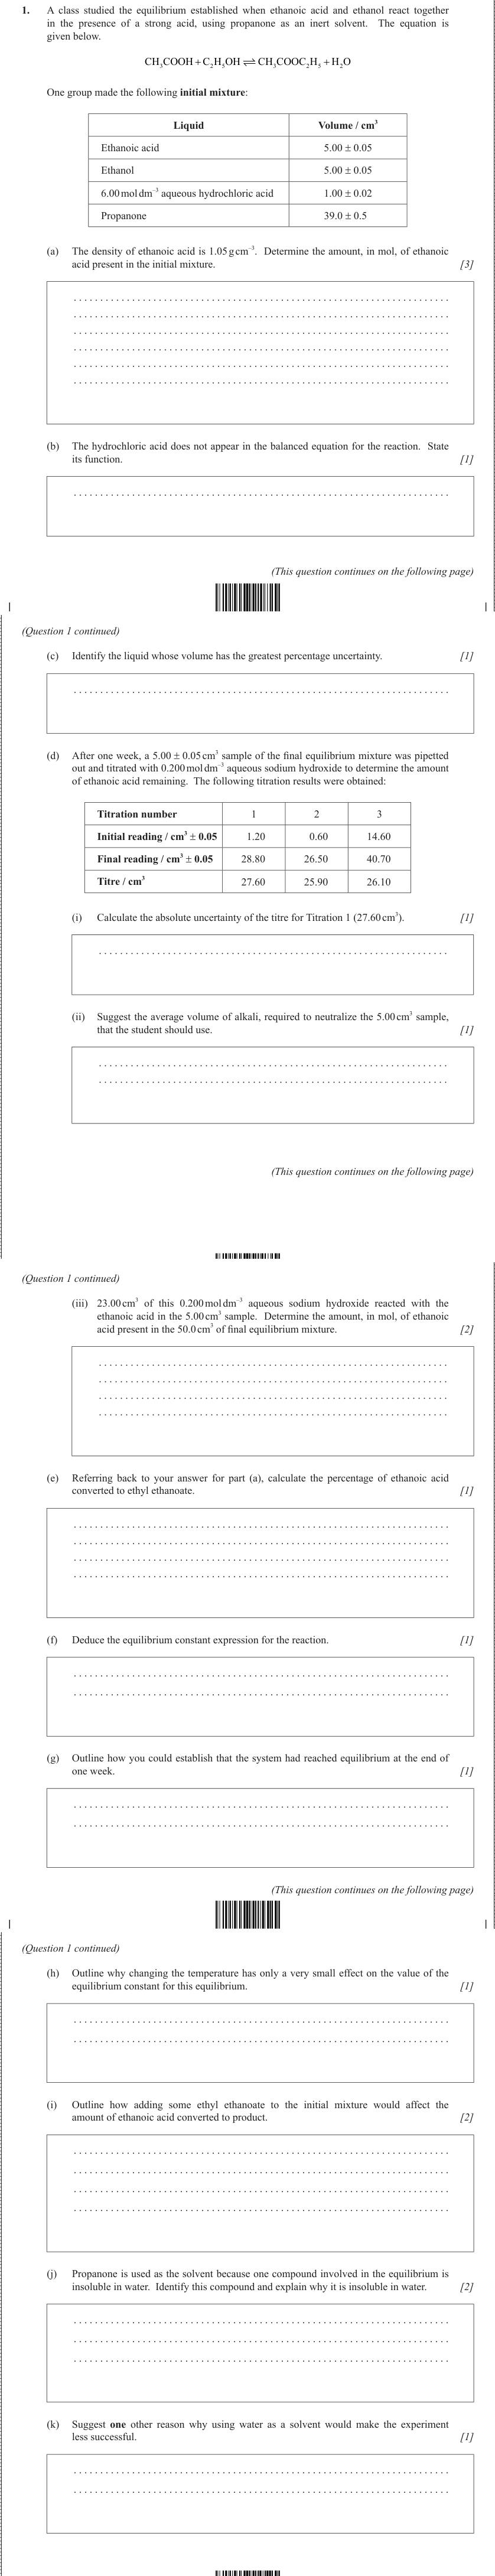 1. A class studied the equilibrium established when ethanoic acid and ethanol react together
in the presence of a strong acid, using propanone as an inert solvent. The equation is
given below.
CH₃COOH + C₂H₅OH ⇌ CH₃COOC₂H₅ + H₂O
One group made the following initial mixture:
Liquid Volume / cm³
Ethanoic acid 5.00 ± 0.05
Ethanol 5.00 ± 0.05
6.00 mol dm⁻³ aqueous hydrochloric acid 1.00 ± 0.02
Propanone 39.0 ± 0.5
(a) The density of ethanoic acid is 1.05 g cm⁻³. Determine the amount, in mol, of ethanoic
acid present in the initial mixture. [3]
(b) The hydrochloric acid does not appear in the balanced equation for the reaction. State
its function. [1]
(This question continues on the following page)
(Question 1 continued)
(c) Identify the liquid whose volume has the greatest percentage uncertainty. [1]
(d) After one week, a 5.00 ± 0.05 cm³ sample of the final equilibrium mixture was pipetted
out and titrated with 0.200 mol dm⁻³ aqueous sodium hydroxide to determine the amount
of ethanoic acid remaining. The following titration results were obtained:
Titration number 1 2 3
Initial reading / cm³ ± 0.05 1.20 0.60 14.60
Final reading / cm³ ± 0.05 28.80 26.50 40.70
Titre / cm³ 27.60 25.90 26.10
(i) Calculate the absolute uncertainty of the titre for Titration 1 (27.60 cm³). [1]
(ii) Suggest the average volume of alkali, required to neutralize the 5.00 cm³ sample,
that the student should use. [1]
(This question continues on the following page)
(Question 1 continued)
(iii) 23.00 cm³ of this 0.200 mol dm⁻³ aqueous sodium hydroxide reacted with the
ethanoic acid in the 5.00 cm³ sample. Determine the amount, in mol, of ethanoic
acid present in the 50.0 cm³ of final equilibrium mixture. [2]
(e) Referring back to your answer for part (a), calculate the percentage of ethanoic acid
converted to ethyl ethanoate. [1]
(f) Deduce the equilibrium constant expression for the reaction. [1]
(g) Outline how you could establish that the system had reached equilibrium at the end of
one week. [1]
(This question continues on the following page)
(Question 1 continued)
(h) Outline why changing the temperature has only a very small effect on the value of the
equilibrium constant for this equilibrium. [1]
(i) Outline how adding some ethyl ethanoate to the initial mixture would affect the
amount of ethanoic acid converted to product. [2]
(j) Propanone is used as the solvent because one compound involved in the equilibrium is
insoluble in water. Identify this compound and explain why it is insoluble in water. [2]
(k) Suggest one other reason why using water as a solvent would make the experiment
less successful. [1]